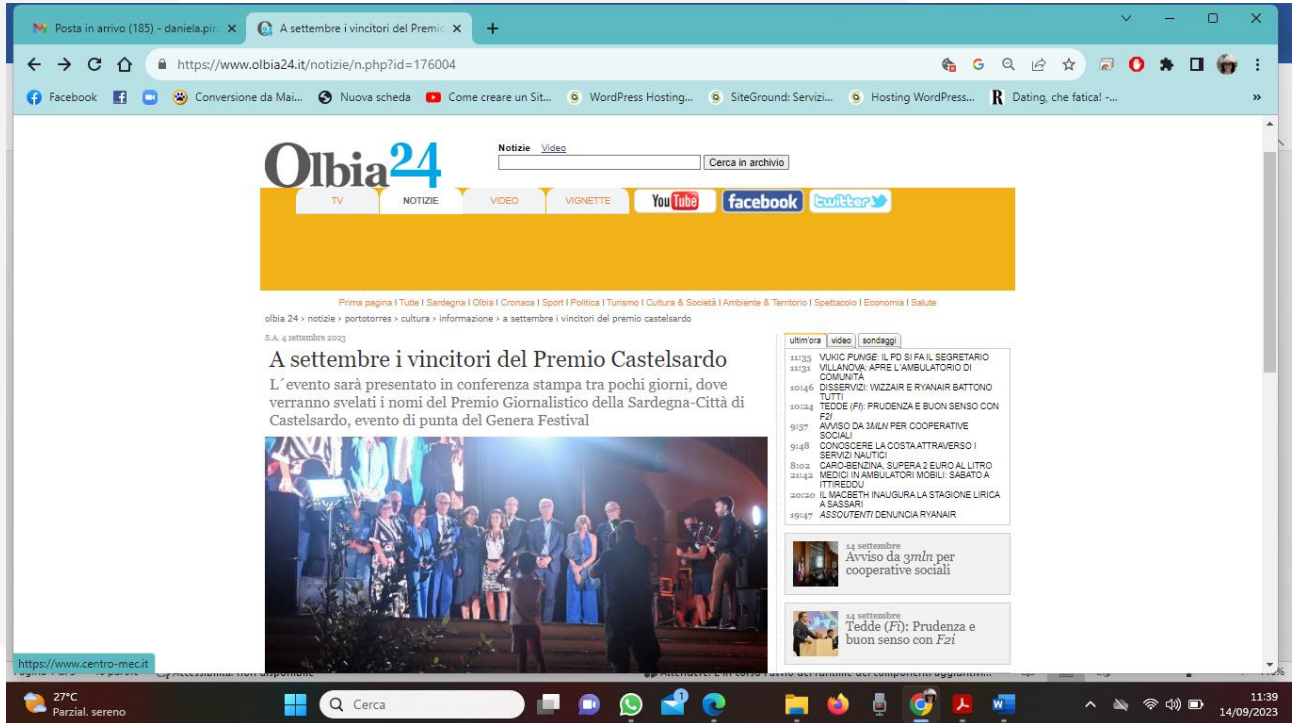 Posta in arrivo (185) - daniela.pir
A settembre i vincitori del Premio
https://www.olbia24.it/notizie/n.php?id=176004
Facebook
Conversione da Mai...
Nuova scheda
Come creare un Sit...
WordPress Hosting...
SiteGround: Servizi...
Hosting WordPress...
Dating, che fatica! -...
Olbia24
Notizie Video
Cerca in archivio
TV NOTIZIE VIDEO VIGNETTE YouTube facebook twitter
Prima pagina I Tutte I Sardegna I Olbia I Cronaca I Sport I Politica I Turismo I Cultura & Società I Ambiente & Territorio I Spettacolo I Economia I Salute
olbia 24 › notizie › portotorres › cultura › informazione › a settembre i vincitori del premio castelsardo
S.A. 4 settembre 2023
A settembre i vincitori del Premio Castelsardo
L´evento sarà presentato in conferenza stampa tra pochi giorni, dove
verranno svelati i nomi del Premio Giornalistico della Sardegna-Città di
Castelsardo, evento di punta del Genera Festival
ultim'ora video sondaggi
11:35 VUKIC PUNGE: IL PD SI FA IL SEGRETARIO
11:31 VILLANOVA: APRE L'AMBULATORIO DI
COMUNITÀ
10:46 DISSERVIZI: WIZZAIR E RYANAIR BATTONO
TUTTI
10:24 TEDDE (FI): PRUDENZA E BUON SENSO CON
F2I
9:57 AVVISO DA 3MLN PER COOPERATIVE
SOCIALI
9:48 CONOSCERE LA COSTA ATTRAVERSO I
SERVIZI NAUTICI
8:02 CARO-BENZINA, SUPERA 2 EURO AL LITRO
21:42 MEDICI IN AMBULATORI MOBILI: SABATO A
ITTIREDDU
20:20 IL MACBETH INAUGURA LA STAGIONE LIRICA
A SASSARI
19:47 ASSOUTENTI DENUNCIA RYANAIR
14 settembre
Avviso da 3mln per
cooperative sociali
14 settembre
Tedde (Fi): Prudenza e
buon senso con F2i
https://www.centro-mec.it
27°C
Parzial. sereno
Cerca
11:39
14/09/2023